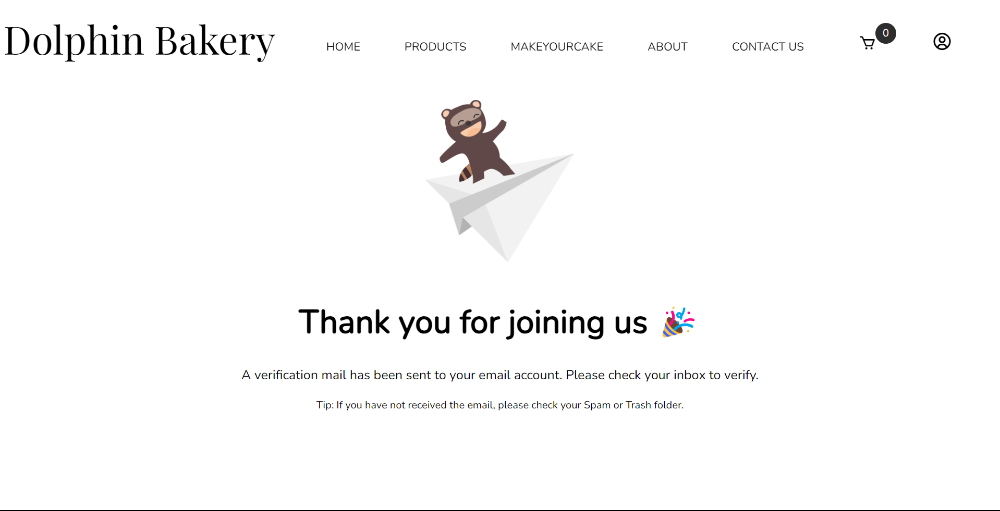 Dolphin Bakery
HOME PRODUCTS MAKEYOURCAKE ABOUT CONTACT US 0
Thank you for joining us 🎉
A verification mail has been sent to your email account. Please check your inbox to verify.
Tip: If you have not received the email, please check your Spam or Trash folder.